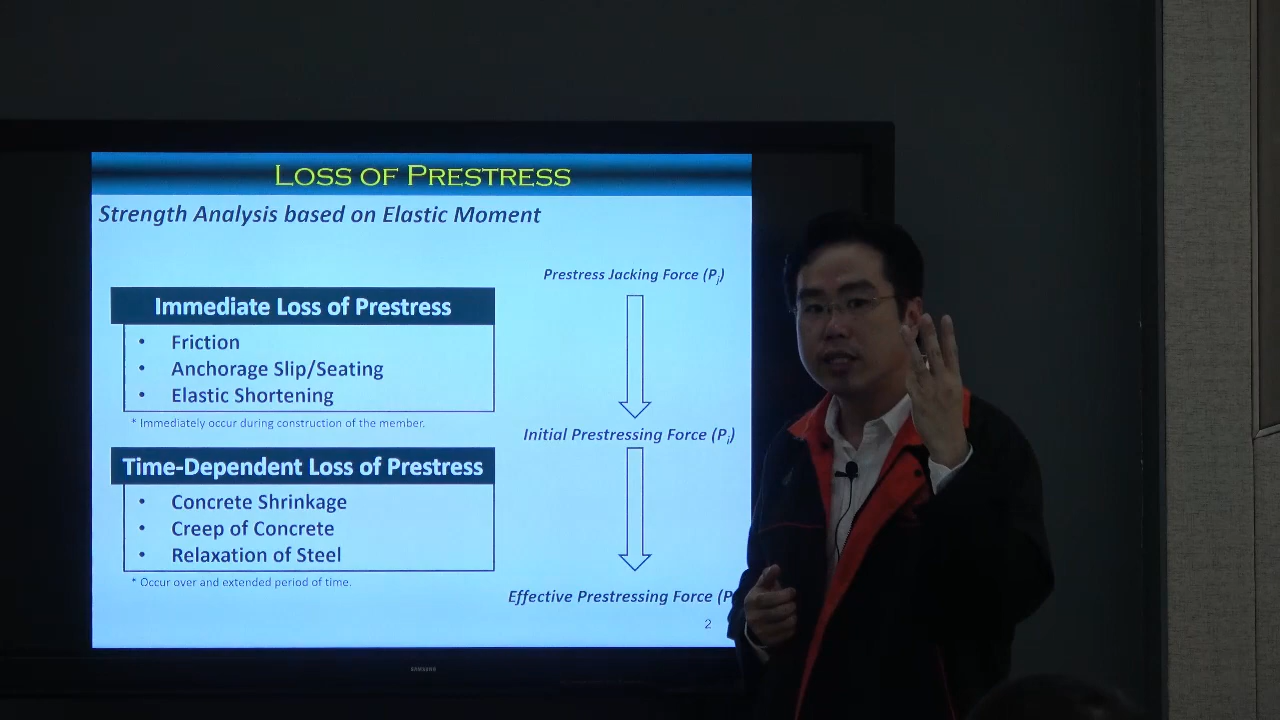 LOSS OF PRESTRESS
Strength Analysis based on Elastic Moment
Prestress Jacking Force (Pj)
Immediate Loss of Prestress
• Friction
• Anchorage Slip/Seating
• Elastic Shortening
* Immediately occur during construction of the member.
Initial Prestressing Force (Pi)
Time-Dependent Loss of Prestress
• Concrete Shrinkage
• Creep of Concrete
• Relaxation of Steel
* Occur over and extended period of time.
Effective Prestressing Force (P
2
SAMSUNG